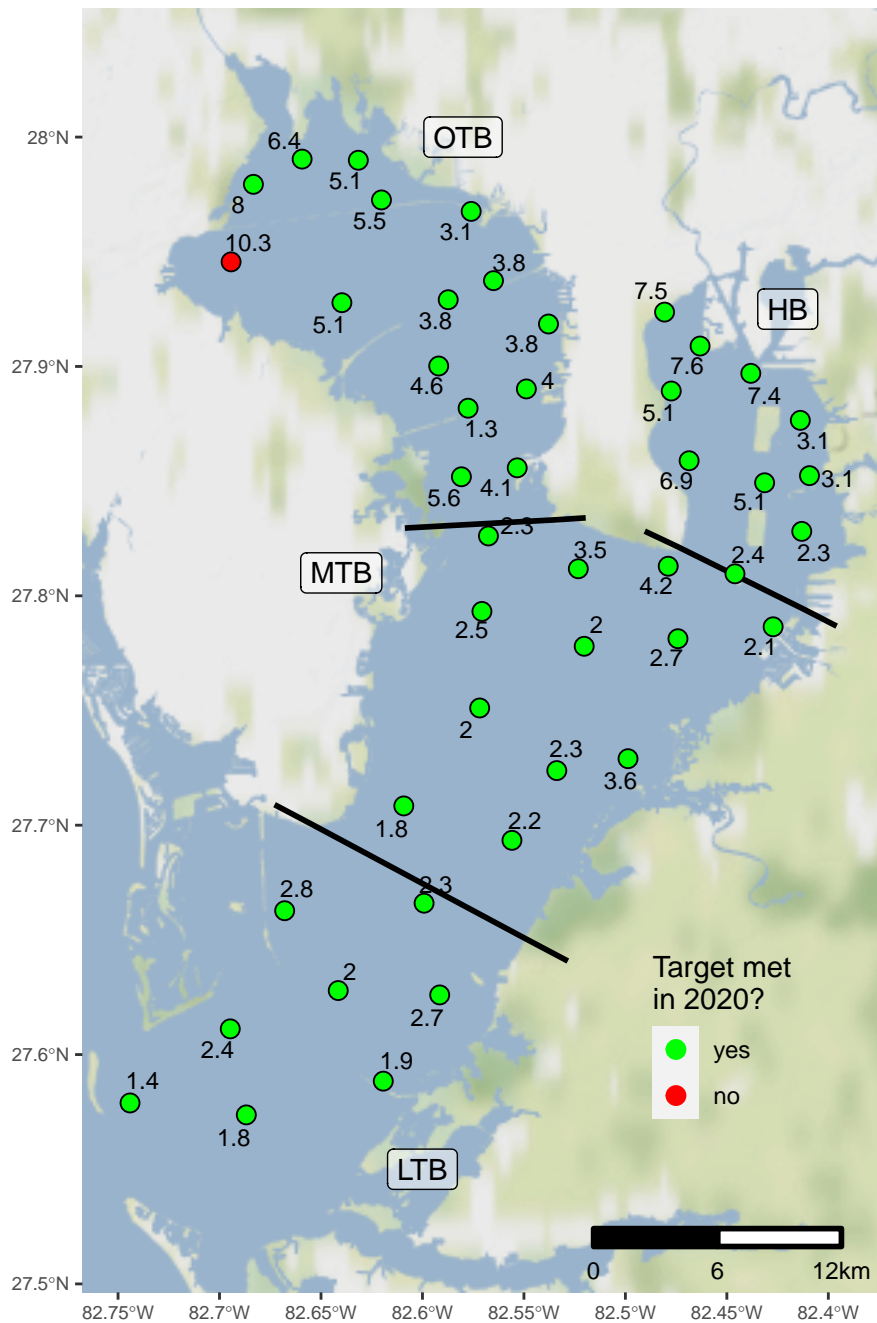 OTB
28°N
6.4
5.1
8
5.5
3.1
10.3
3.8
7.5
HB
5.1
3.8
3.8
7.6
27.9°N
4.6
4
5.1
7.4
1.3
3.1
5.6
4.1
6.9
5.1
3.1
2.3
2.3
3.5
2.4
MTB
4.2
27.8°N
2.5
2
2.7
2.1
2
2.3
3.6
1.8
2.2
27.7°N
2.8
2.3
Target met
in 2020?
2
2.7
2.4
yes
27.6°N
1.9
1.4
no
1.8
LTB
0 6 12km
27.5°N
82.75°W 82.7°W 82.65°W 82.6°W 82.55°W 82.5°W 82.45°W 82.4°W